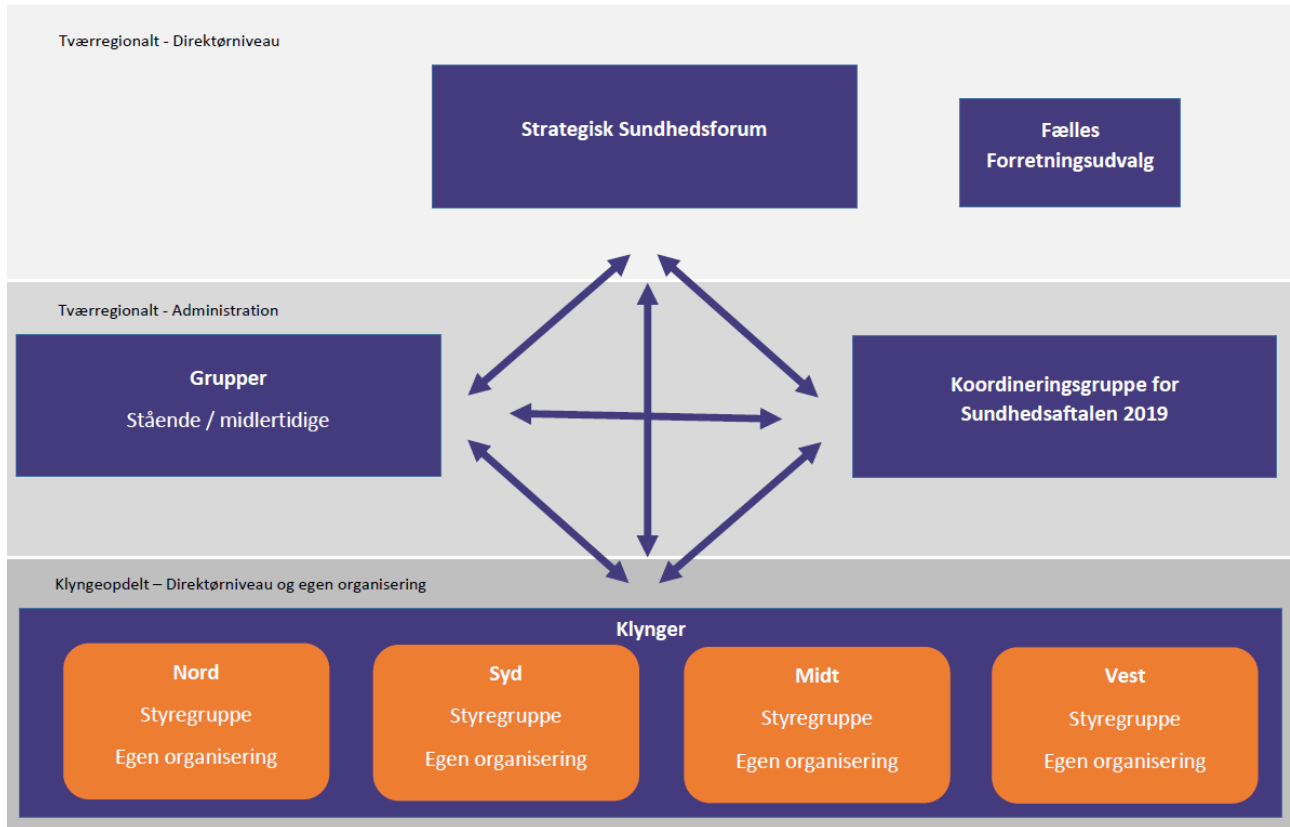 Tværregionalt - Direktørniveau
Strategisk Sundhedsforum
Fælles
Forretningsudvalg
Tværregionalt - Administration
Grupper
Stående / midlertidige
Koordineringsgruppe for
Sundhedsaftalen 2019
Klyngeopdelt – Direktørniveau og egen organisering
Klynger
Nord
Styregruppe
Egen organisering
Syd
Styregruppe
Egen organisering
Midt
Styregruppe
Egen organisering
Vest
Styregruppe
Egen organisering